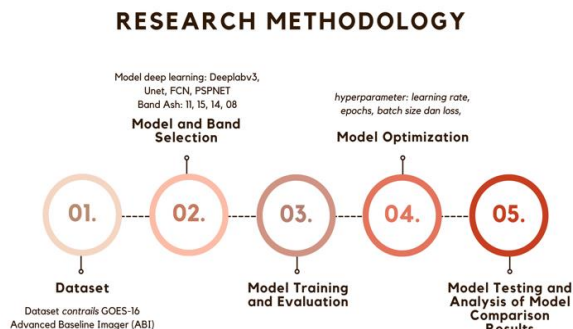 RESEARCH METHODOLOGY
Model deep learning: Deeplabv3,
Unet, FCN, PSPNET
Band Ash: 11, 15, 14, 08
Model and Band
Selection
hyperparameter: learning rate,
epochs, batch size dan loss,
Model Optimization
01.
02.
03.
04.
05.
Dataset
Dataset contrails GOES-16
Advanced Baseline Imager (ABI)
Model Training
and Evaluation
Model Testing and
Analysis of Model
Comparison
Results